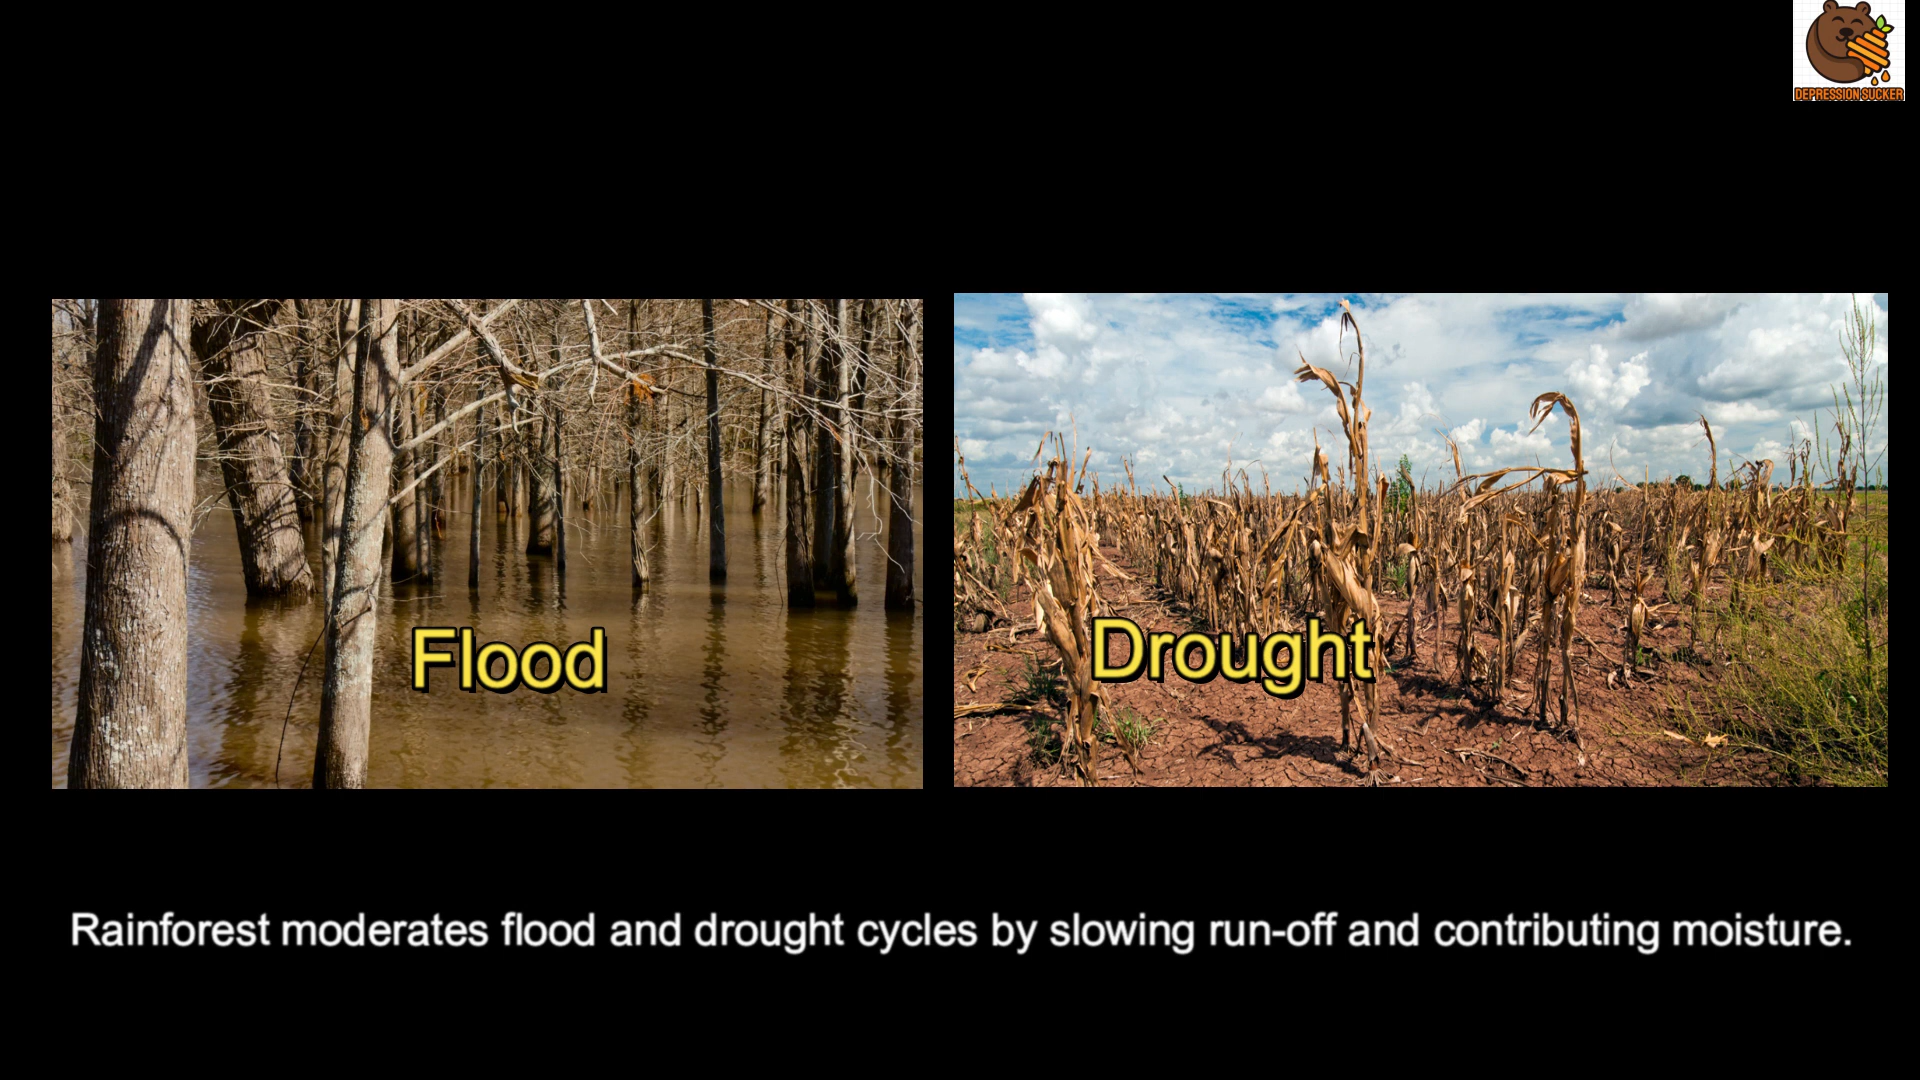 DEPRESSION SUCKER
Flood
Drought
Rainforest moderates flood and drought cycles by slowing run-off and contributing moisture.